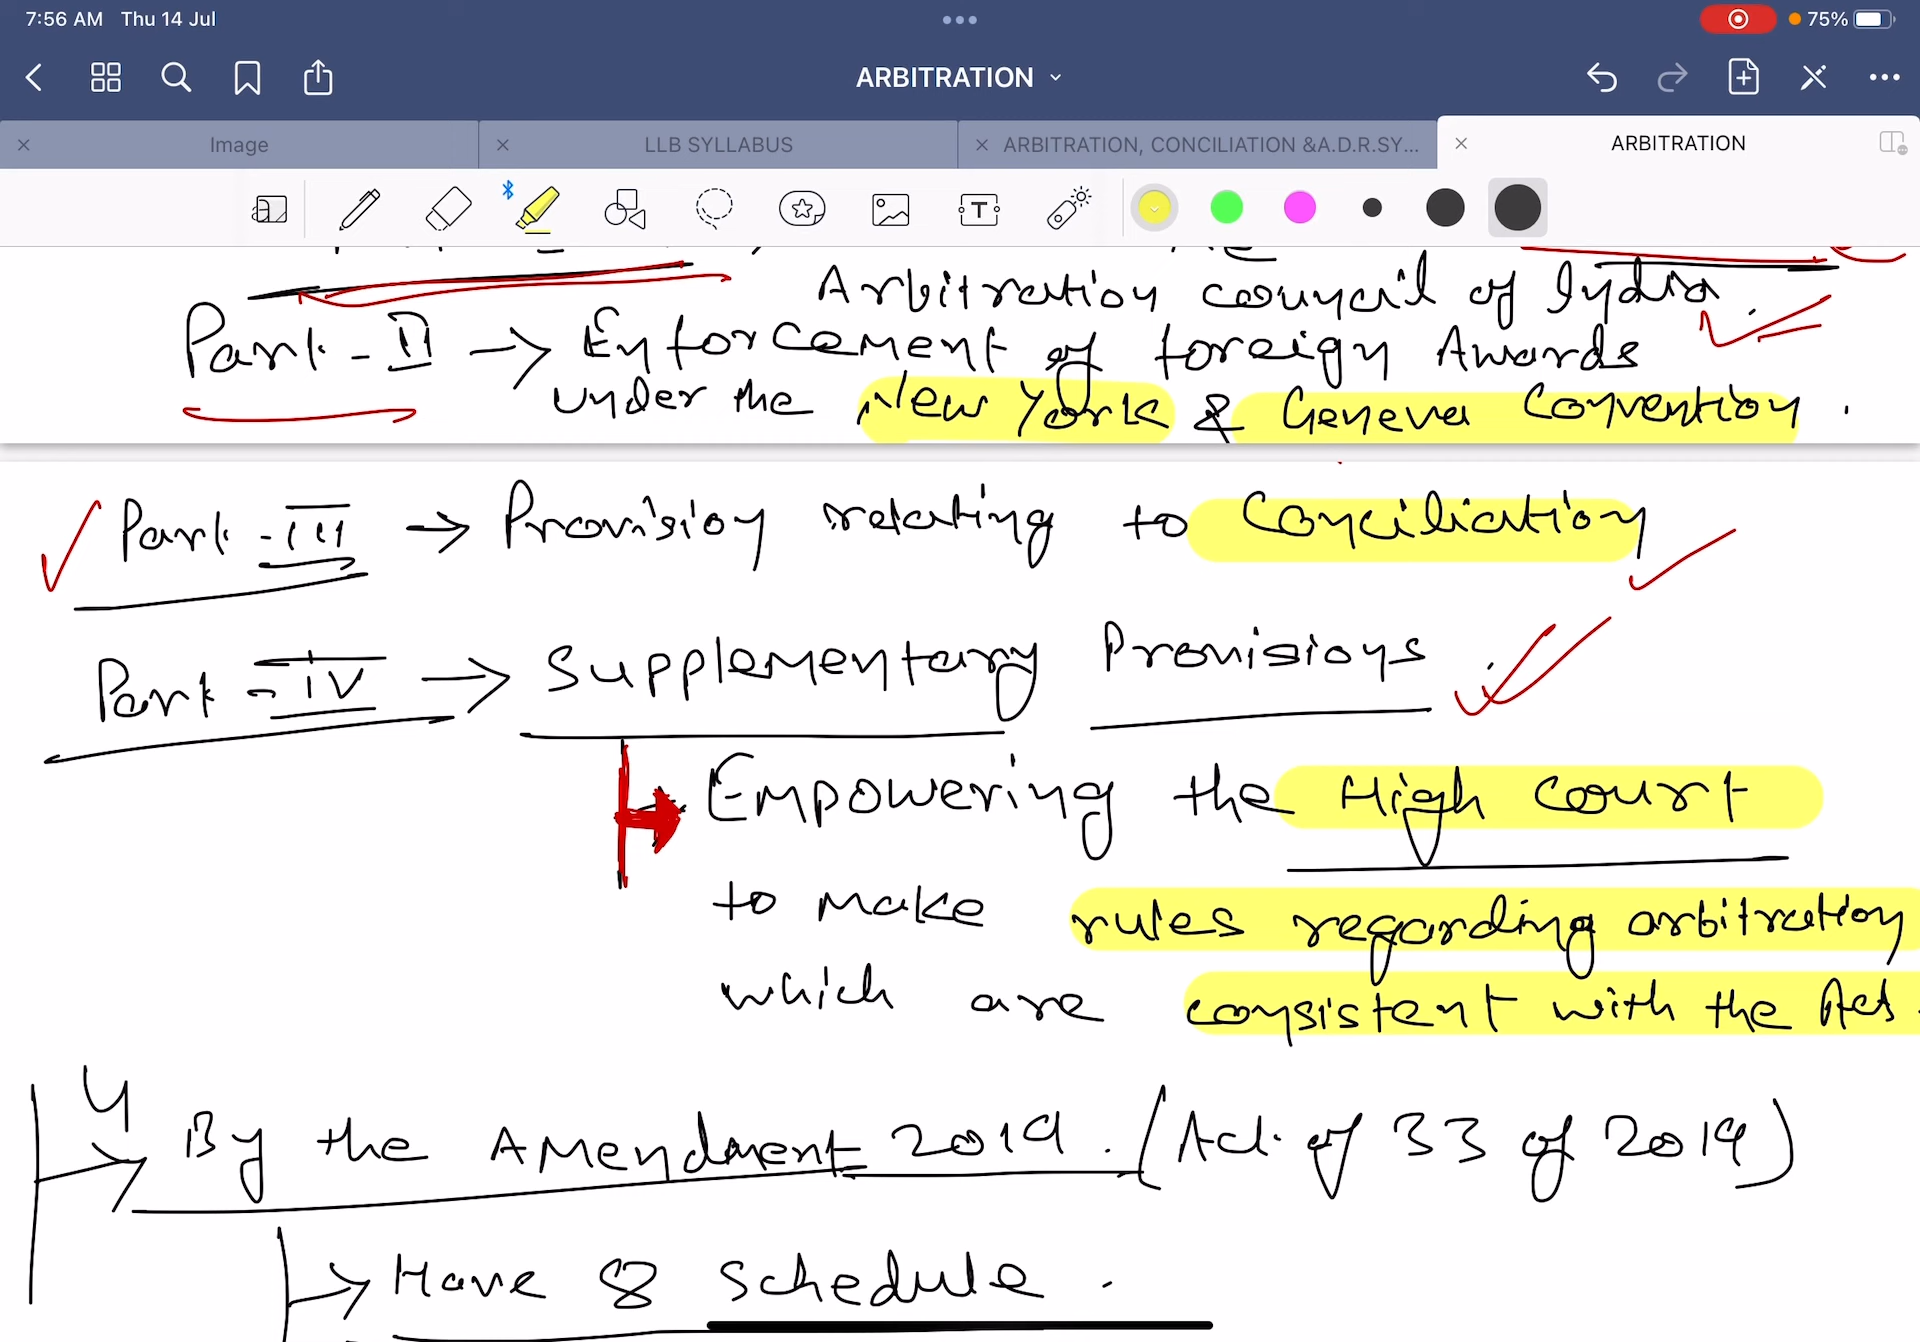 7:56 AM Thu 14 Jul
75%
ARBITRATION
Image
LLB SYLLABUS
ARBITRATION, CONCILIATION &A.D.R.SY...
ARBITRATION
Arbitration council of India.
Part-II → Enforcement of foreign Awards
under the New York & Geneva Convention.
Part-III → Provision relating to Conciliation
Part-IV → Supplementary Provisions.
→ Empowering the High Court
to make rules regarding arbitration
which are consistent with the Act.
4 → By the Amendment 2019. (Act of 33 of 2019)
→ Have 8 schedule.